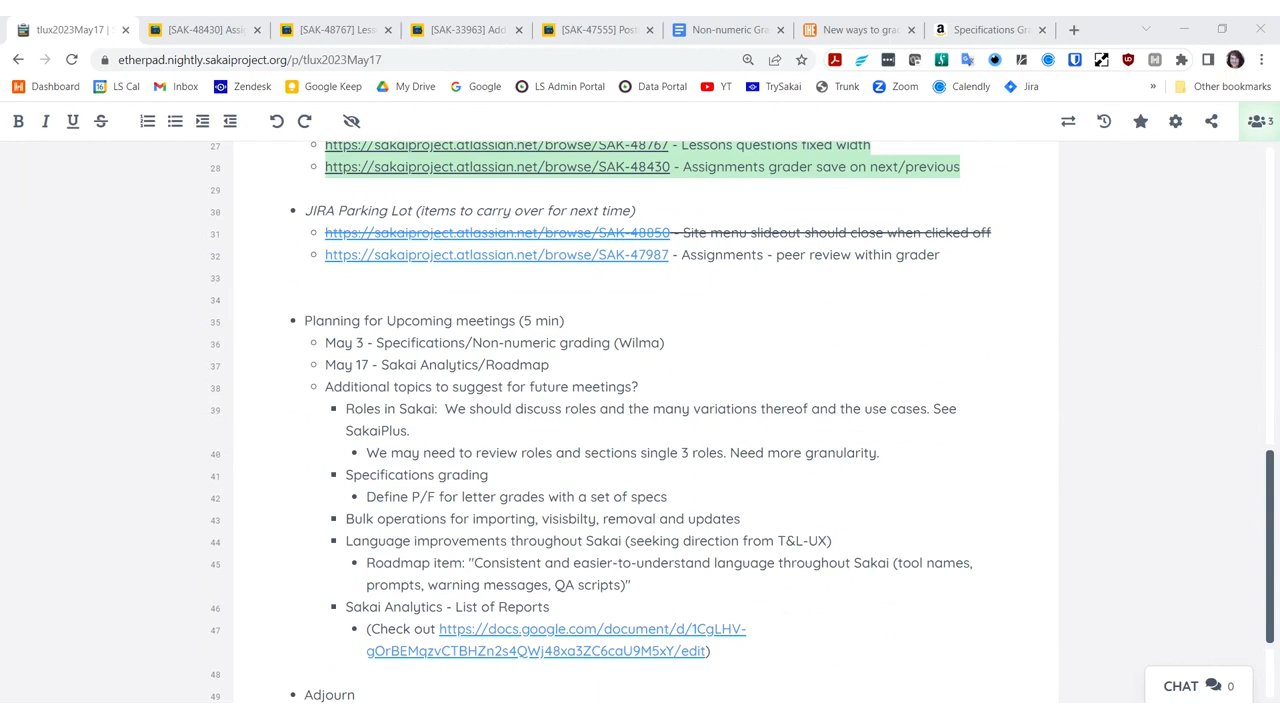 tlux2023May17 |
[SAK-48430] Assi
[SAK-48767] Less
[SAK-33963] Add
[SAK-47555] Post
Non-numeric Gra
New ways to gra
Specifications Gra
etherpad.nightly.sakaiproject.org/p/tlux2023May17
Dashboard
LS Cal
Inbox
Zendesk
Google Keep
My Drive
Google
LS Admin Portal
Data Portal
YT
TrySakai
Trunk
Zoom
Calendly
Jira
»
Other bookmarks
B I U S
3
27 https://sakaiproject.atlassian.net/browse/SAK-48767 - Lessons questions fixed width
28 https://sakaiproject.atlassian.net/browse/SAK-48430 - Assignments grader save on next/previous
29
30 JIRA Parking Lot (items to carry over for next time)
31 https://sakaiproject.atlassian.net/browse/SAK-48850 - Site menu slideout should close when clicked off
32 https://sakaiproject.atlassian.net/browse/SAK-47987 - Assignments - peer review within grader
33
34
35 Planning for Upcoming meetings (5 min)
36 May 3 - Specifications/Non-numeric grading (Wilma)
37 May 17 - Sakai Analytics/Roadmap
38 Additional topics to suggest for future meetings?
39 Roles in Sakai: We should discuss roles and the many variations thereof and the use cases. See
SakaiPlus.
40 We may need to review roles and sections single 3 roles. Need more granularity.
41 Specifications grading
42 Define P/F for letter grades with a set of specs
43 Bulk operations for importing, visisbilty, removal and updates
44 Language improvements throughout Sakai (seeking direction from T&L-UX)
45 Roadmap item: "Consistent and easier-to-understand language throughout Sakai (tool names,
prompts, warning messages, QA scripts)"
46 Sakai Analytics - List of Reports
47 (Check out https://docs.google.com/document/d/1CgLHV-
gOrBEMqzvCTBHZn2s4QWj48xa3ZC6caU9M5xY/edit)
48
49 Adjourn
CHAT 0